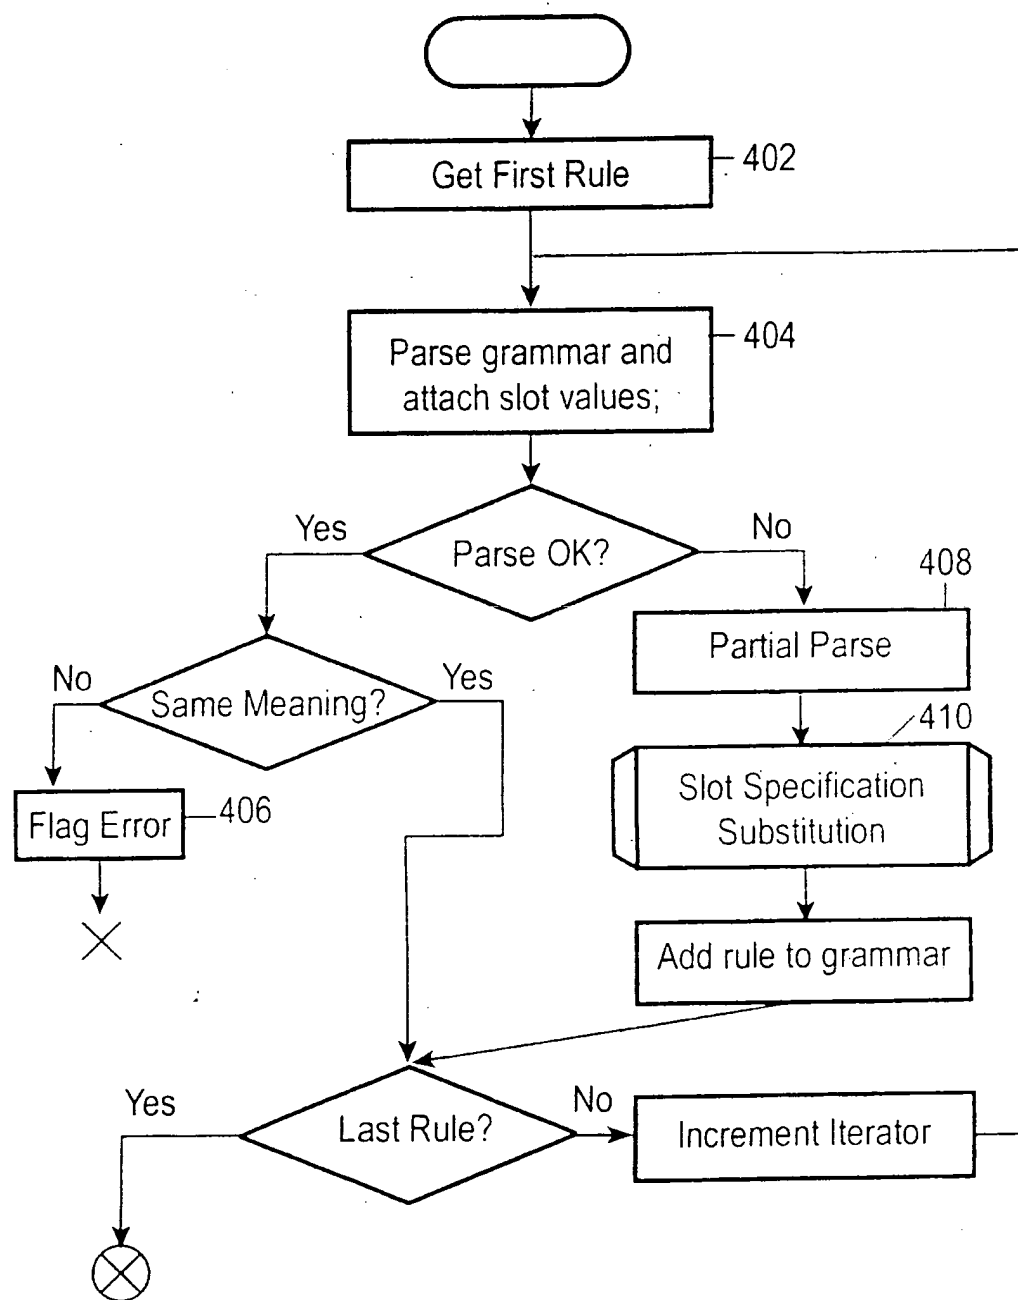 Get First Rule
402
Parse grammar and
attach slot values;
404
Yes
Parse OK?
No
408
Partial Parse
No
Same Meaning?
Yes
410
Slot Specification
Substitution
Flag Error
406
Add rule to grammar
Yes
Last Rule?
No
Increment Iterator